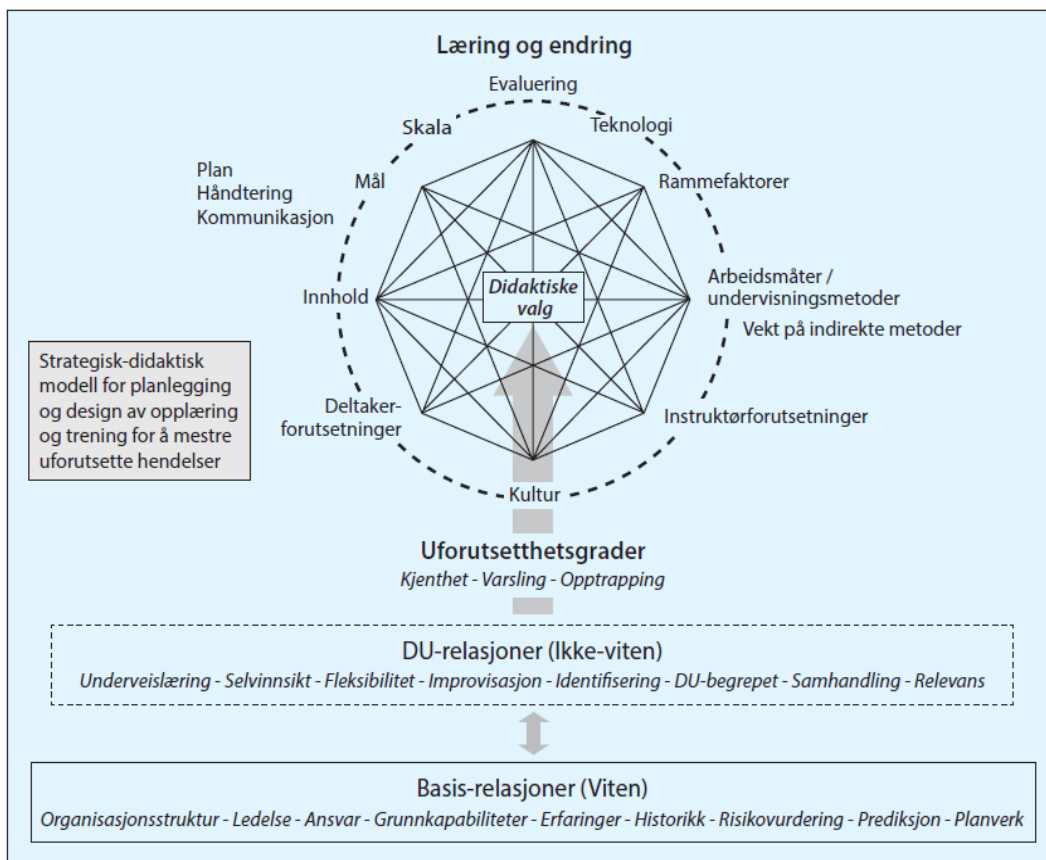 Læring og endring
Evaluering
Skala
Teknologi
Plan
Håndtering
Kommunikasjon
Mål
Rammefaktorer
Innhold
Didaktiske
valg
Arbeidsmåter /
undervisningsmetoder
Vekt på indirekte metoder
Strategisk-didaktisk
modell for planlegging
og design av opplæring
og trening for å mestre
uforutsette hendelser
Deltaker-
forutsetninger
Instruktørforutsetninger
Kultur
Uforutsetthetsgrader
Kjenthet - Varsling - Opptrapping
DU-relasjoner (Ikke-viten)
Underveislæring - Selvinnsikt - Fleksibilitet - Improvisasjon - Identifisering - DU-begrepet - Samhandling - Relevans
Basis-relasjoner (Viten)
Organisasjonsstruktur - Ledelse - Ansvar - Grunnkapabiliteter - Erfaringer - Historikk - Risikovurdering - Prediksjon - Planverk